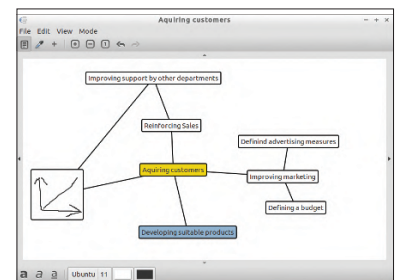 Aquiring customers
File Edit View Mode
Improving support by other departments
Reinforcing Sales
Definind advertising measures
Aquiring customers
Improving marketing
Defining a budget
Developing suitable products
a a a Ubuntu 11